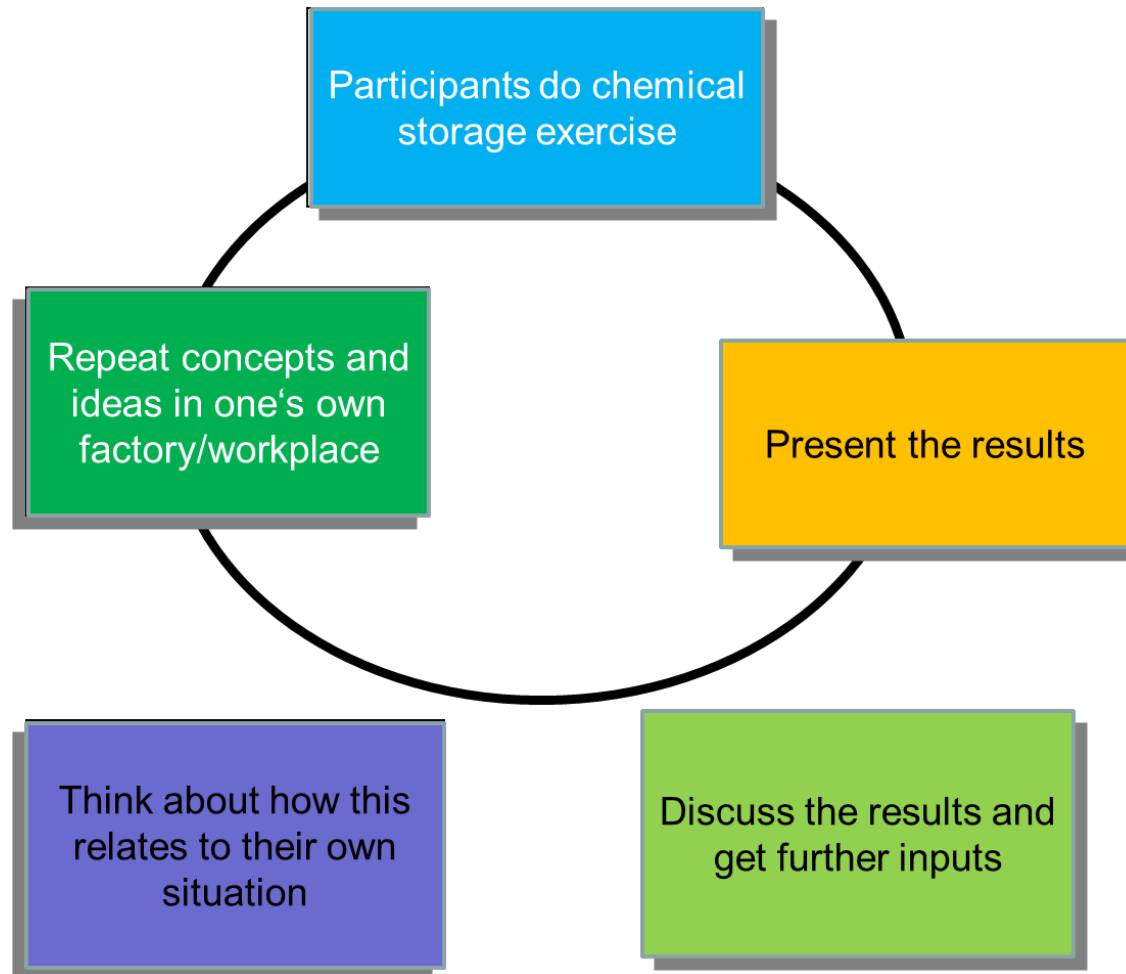 Participants do chemical
storage exercise
Present the results
Discuss the results and
get further inputs
Think about how this
relates to their own
situation
Repeat concepts and
ideas in one‘s own
factory/workplace